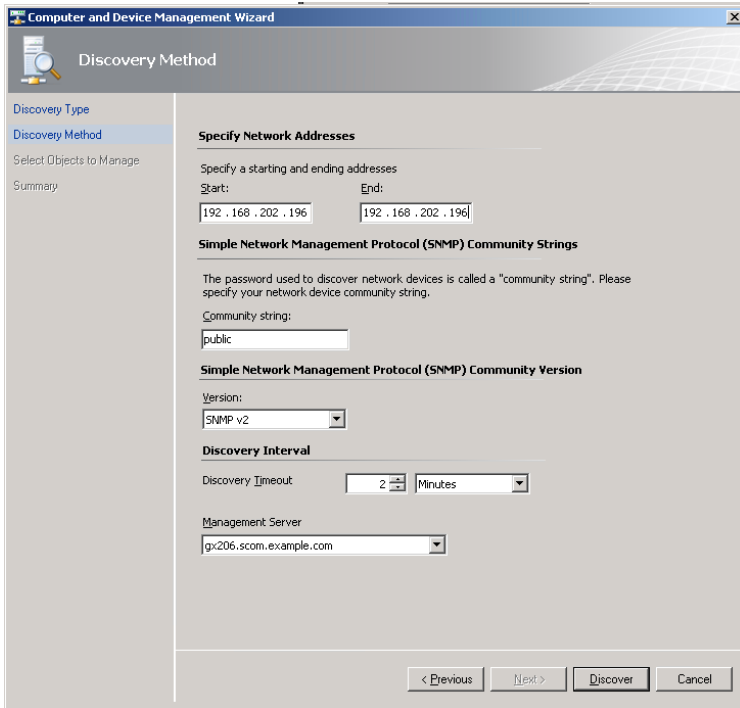 Computer and Device Management Wizard
Discovery Method
Discovery Type
Discovery Method
Select Objects to Manage
Summary
Specify Network Addresses
Specify a starting and ending addresses
Start: End:
192 . 168 . 202 . 196 192 . 168 . 202 . 196
Simple Network Management Protocol (SNMP) Community Strings
The password used to discover network devices is called a "community string". Please
specify your network device community string.
Community string:
public
Simple Network Management Protocol (SNMP) Community Version
Version:
SNMP v2
Discovery Interval
Discovery Timeout 2 Minutes
Management Server
gx206.scom.example.com
< Previous Next > Discover Cancel